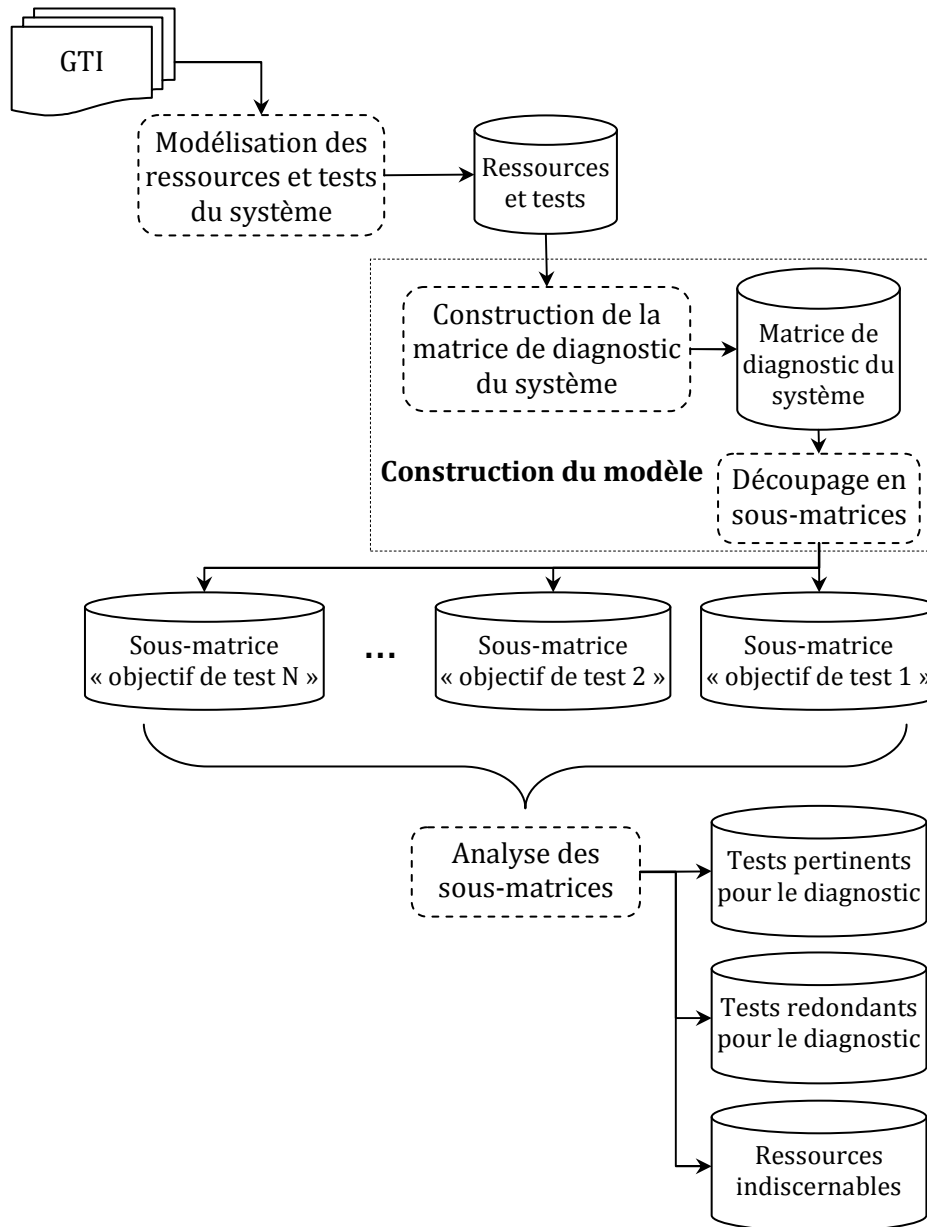 GTI
Modélisation des
ressources et tests
du système
Ressources
et tests
Construction de la
matrice de diagnostic
du système
Matrice de
diagnostic du
système
Construction du modèle
Découpage en
sous-matrices
Sous-matrice
« objectif de test N »
...
Sous-matrice
« objectif de test 2 »
Sous-matrice
« objectif de test 1 »
Analyse des
sous-matrices
Tests pertinents
pour le diagnostic
Tests redondants
pour le diagnostic
Ressources
indiscernables